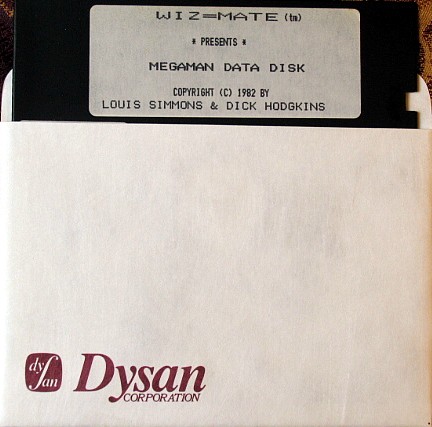 WIZ=MATE (tm)
* PRESENTS *
MEGAMAN DATA DISK
COPYRIGHT (C) 1982 BY
LOUIS SIMMONS & DICK HODGKINS
dy
san
Dysan
CORPORATION